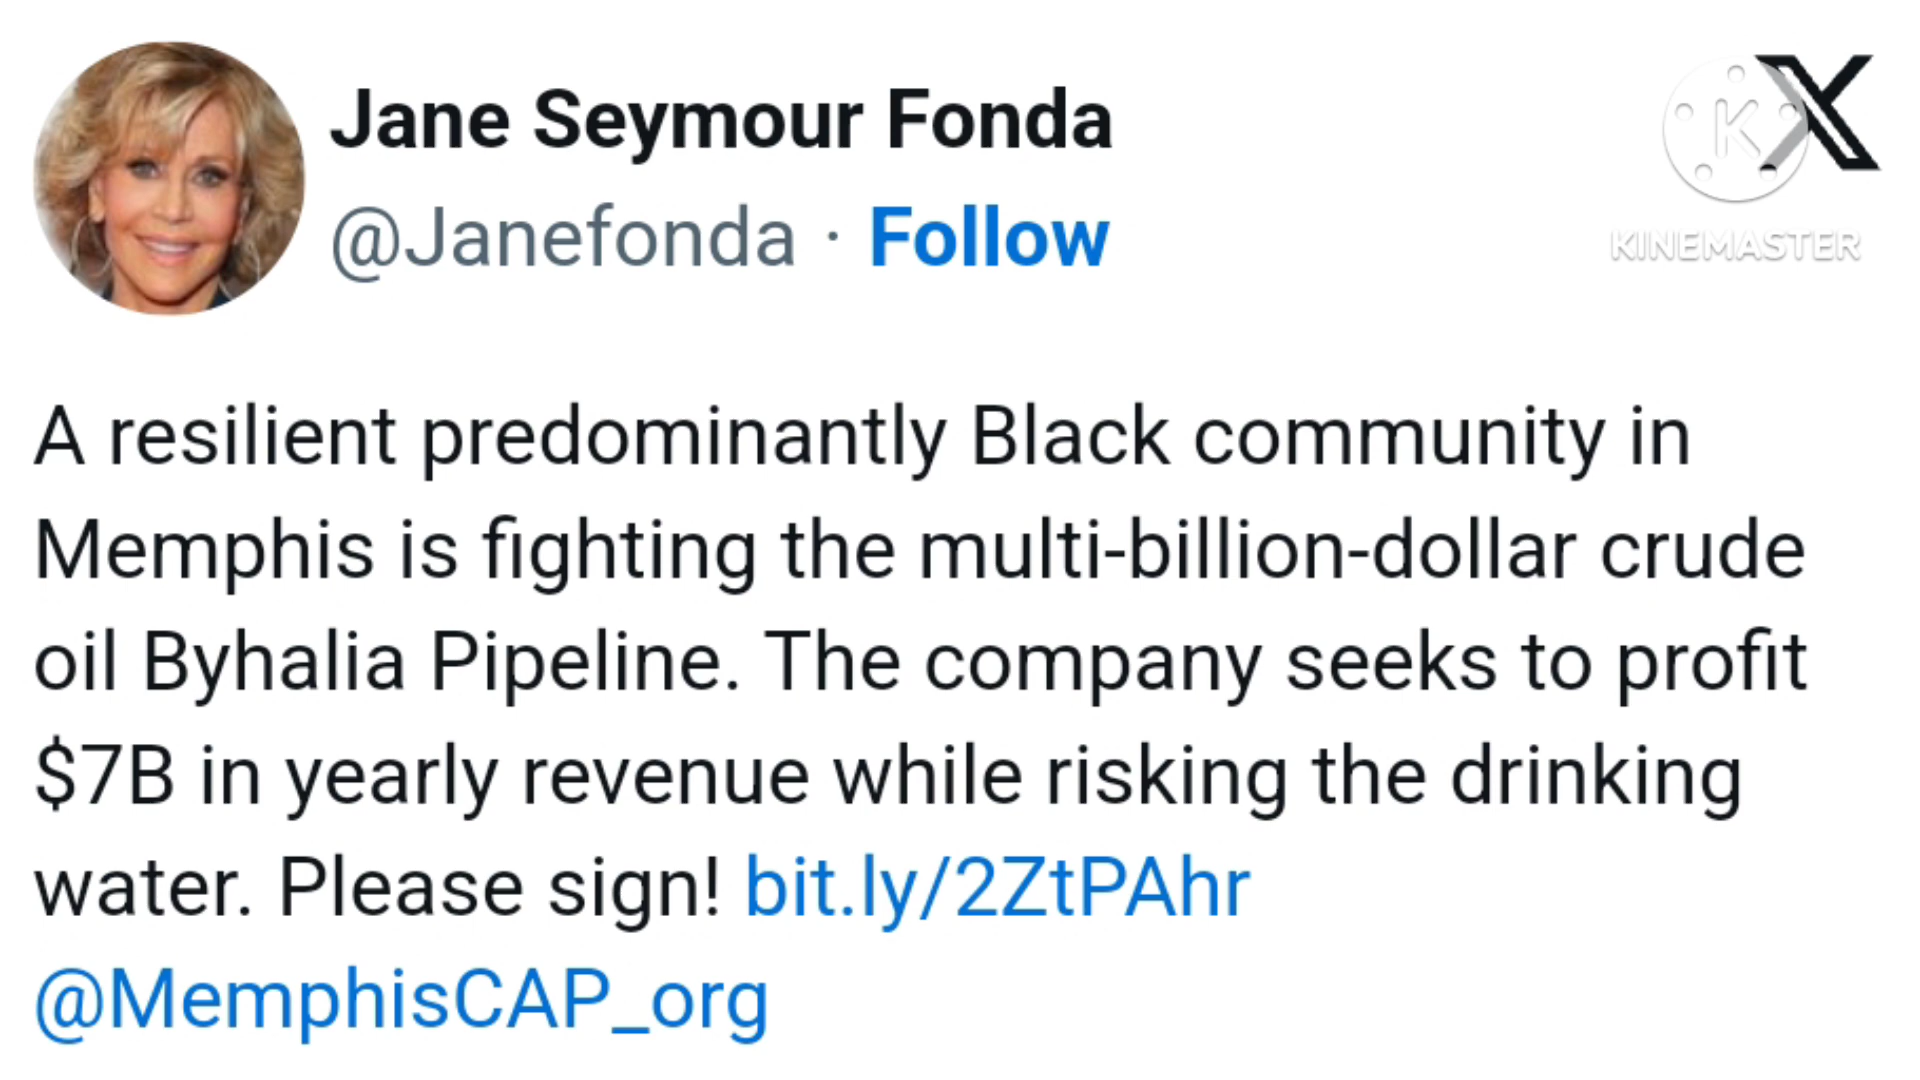 Jane Seymour Fonda
@Janefonda · Follow
K
KINEMASTER
A resilient predominantly Black community in
Memphis is fighting the multi-billion-dollar crude
oil Byhalia Pipeline. The company seeks to profit
$7B in yearly revenue while risking the drinking
water. Please sign! bit.ly/2ZtPAhr
@MemphisCAP_org